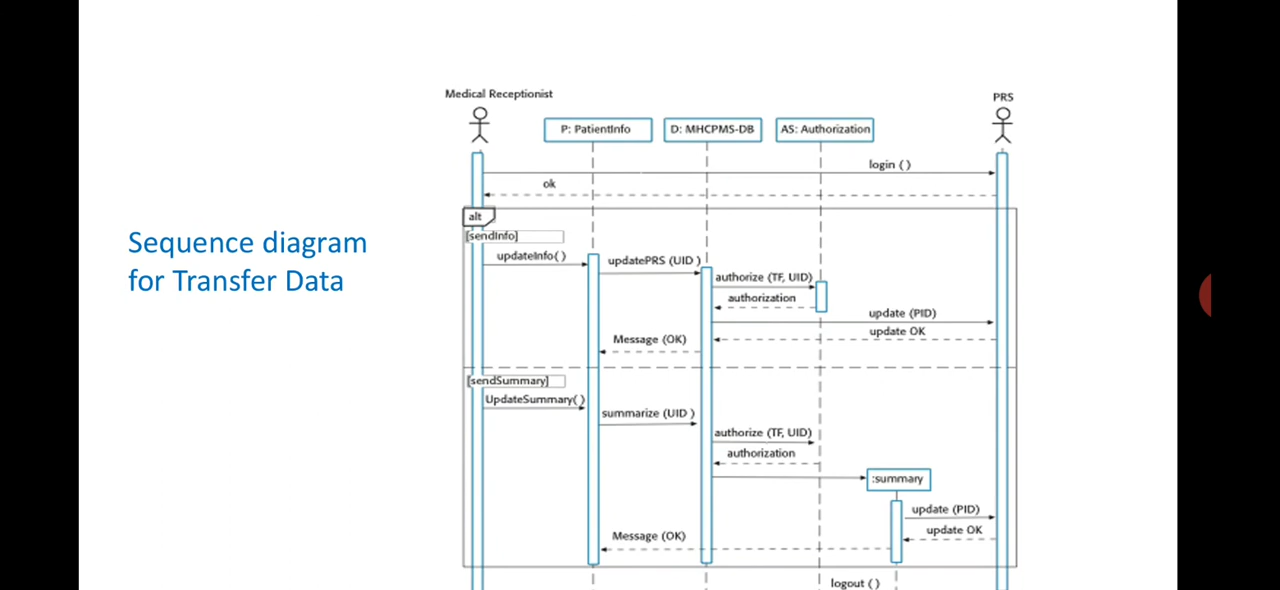 Medical Receptionist
PRS
P: PatientInfo
D: MHCPMS-DB
AS: Authorization
login ( )
ok
alt
[sendInfo]
Sequence diagram
for Transfer Data
updateInfo( )
updatePRS (UID )
authorize (TF, UID)
authorization
update (PID)
update OK
Message (OK)
[sendSummary]
UpdateSummary( )
summarize (UID )
authorize (TF, UID)
authorization
:summary
update (PID)
update OK
Message (OK)
logout ( )